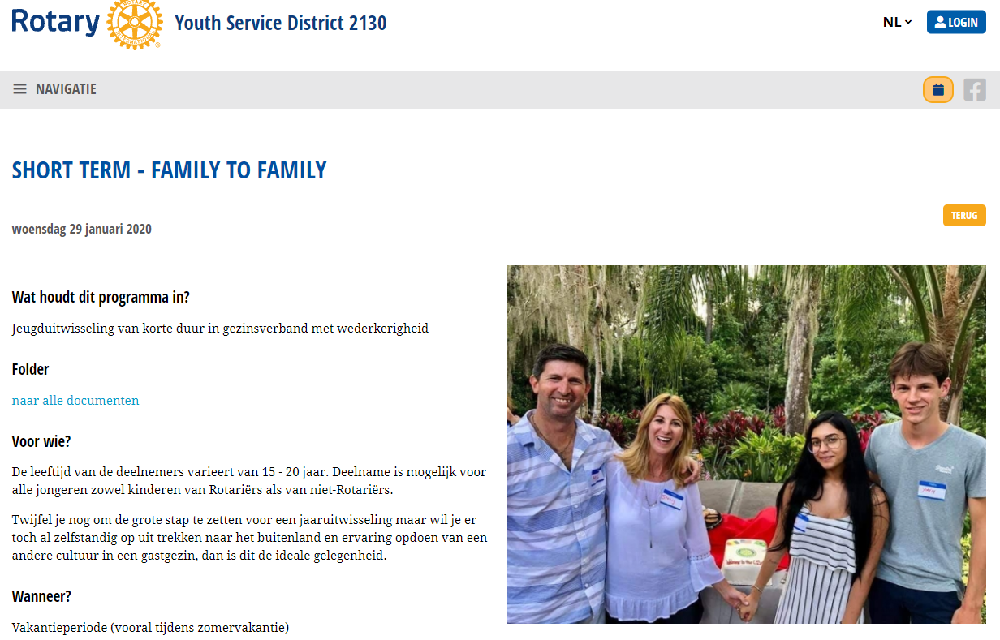 Rotary
Youth Service District 2130
NL
LOGIN
NAVIGATIE
SHORT TERM - FAMILY TO FAMILY
woensdag 29 januari 2020
TERUG
Wat houdt dit programma in?
Jeugduitwisseling van korte duur in gezinsverband met wederkerigheid
Folder
naar alle documenten
Voor wie?
De leeftijd van de deelnemers varieert van 15 - 20 jaar. Deelname is mogelijk voor
alle jongeren zowel kinderen van Rotariërs als van niet-Rotariërs.
Twijfel je nog om de grote stap te zetten voor een jaaruitwisseling maar wil je er
toch al zelfstandig op uit trekken naar het buitenland en ervaring opdoen van een
andere cultuur in een gastgezin, dan is dit de ideale gelegenheid.
Wanneer?
Vakantieperiode (vooral tijdens zomervakantie)